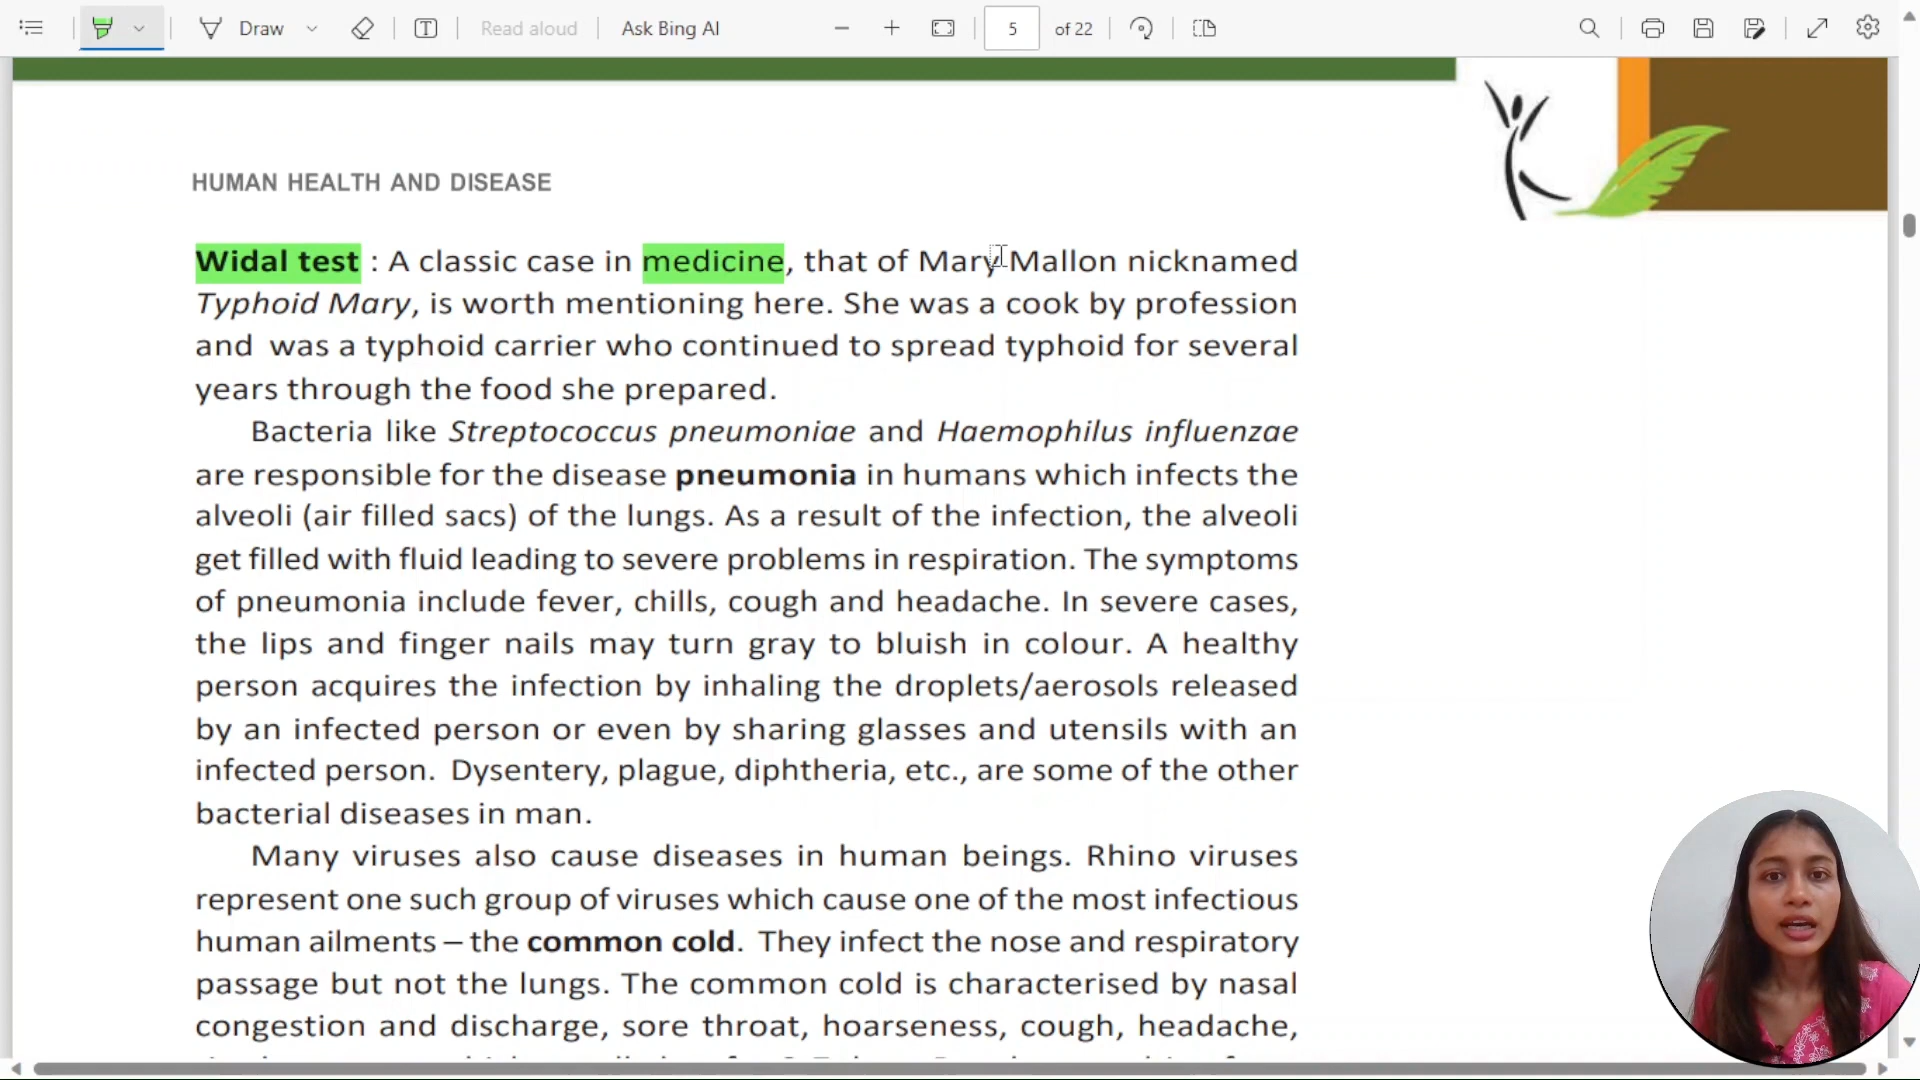 Draw
Read aloud
Ask Bing AI
5
of 22
HUMAN HEALTH AND DISEASE
Widal test : A classic case in medicine, that of Mary Mallon nicknamed
Typhoid Mary, is worth mentioning here. She was a cook by profession
and was a typhoid carrier who continued to spread typhoid for several
years through the food she prepared.
Bacteria like Streptococcus pneumoniae and Haemophilus influenzae
are responsible for the disease pneumonia in humans which infects the
alveoli (air filled sacs) of the lungs. As a result of the infection, the alveoli
get filled with fluid leading to severe problems in respiration. The symptoms
of pneumonia include fever, chills, cough and headache. In severe cases,
the lips and finger nails may turn gray to bluish in colour. A healthy
person acquires the infection by inhaling the droplets/aerosols released
by an infected person or even by sharing glasses and utensils with an
infected person. Dysentery, plague, diphtheria, etc., are some of the other
bacterial diseases in man.
Many viruses also cause diseases in human beings. Rhino viruses
represent one such group of viruses which cause one of the most infectious
human ailments – the common cold. They infect the nose and respiratory
passage but not the lungs. The common cold is characterised by nasal
congestion and discharge, sore throat, hoarseness, cough, headache,